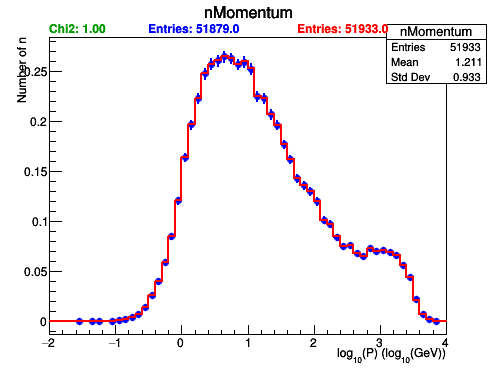 nMomentum
Chi2: 1.00 Entries: 51879.0 Entries: 51933.0
nMomentum
Entries 51933
Mean 1.211
Std Dev 0.933
Number of n
0.25
0.2
0.15
0.1
0.05
0
−2 −1 0 1 2 3 4
log10(P) (log10(GeV))